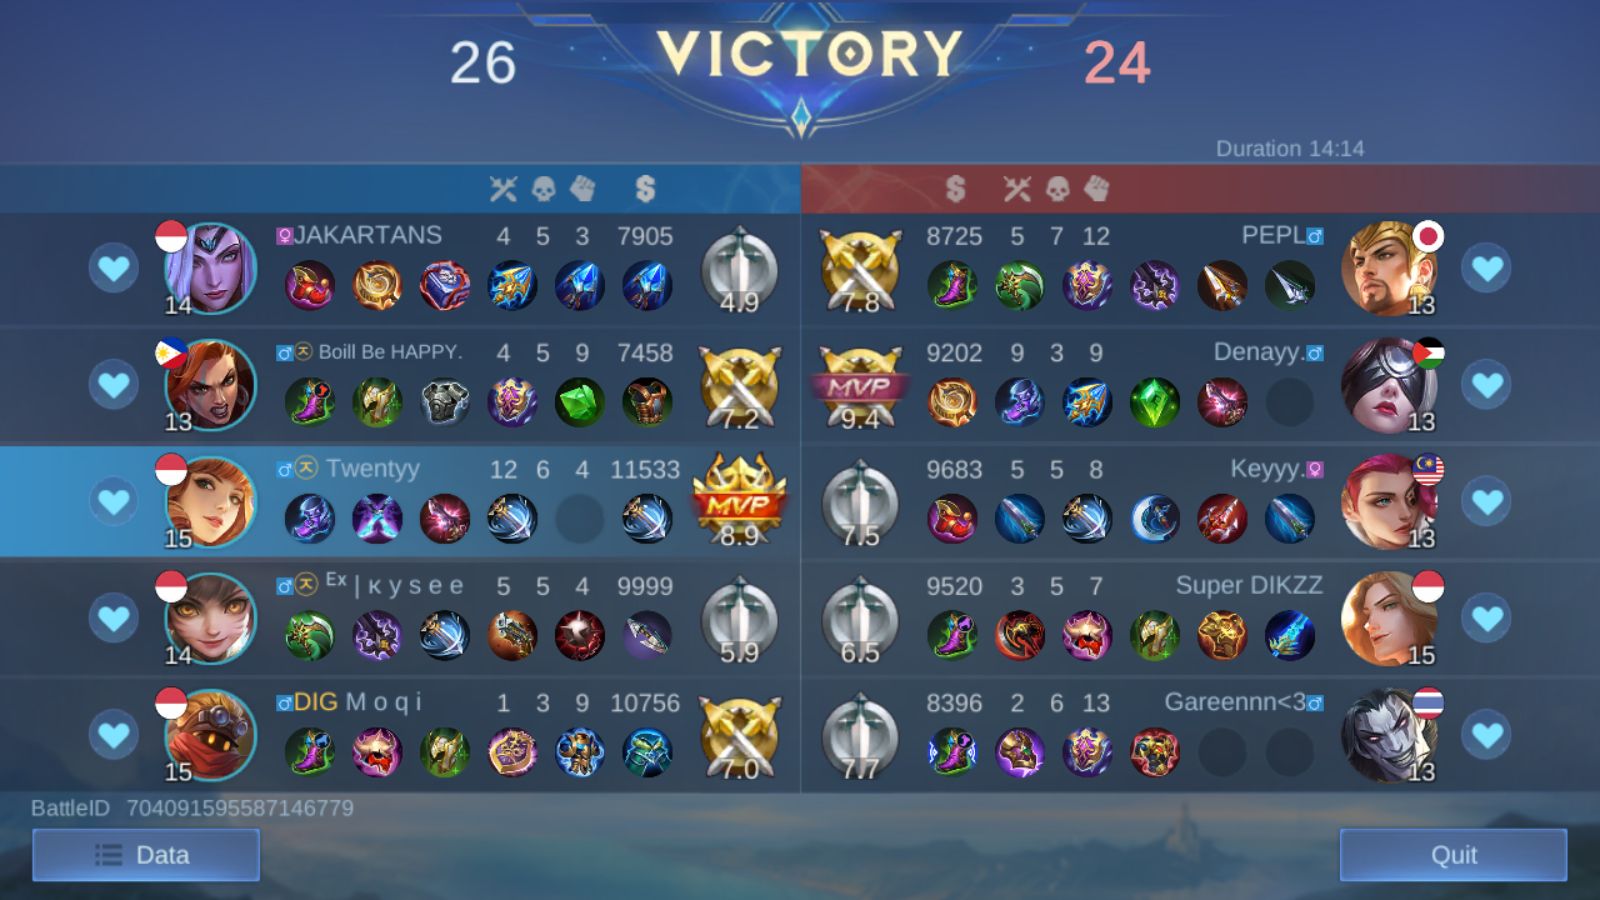 26 VICTORY 24
Duration 14:14
JAKARTANS 4 5 3 7905
14 4.9
8725 5 7 12 PEPL
7.8 13
Boill Be HAPPY. 4 5 9 7458
13 7.2
9202 9 3 9 Denayy.
MVP 9.4 13
Twentyy 12 6 4 11533
15 MVP 8.9
9683 5 5 8 Keyyy.
7.5 13
Ex | ĸ y s e e 5 5 4 9999
14 5.9
9520 3 5 7 Super DIKZZ
6.5 15
DIG M o q i 1 3 9 10756
15 7.0
8396 2 6 13 Gareennn<3
7.7 13
BattleID 704091595587146779
Data
Quit